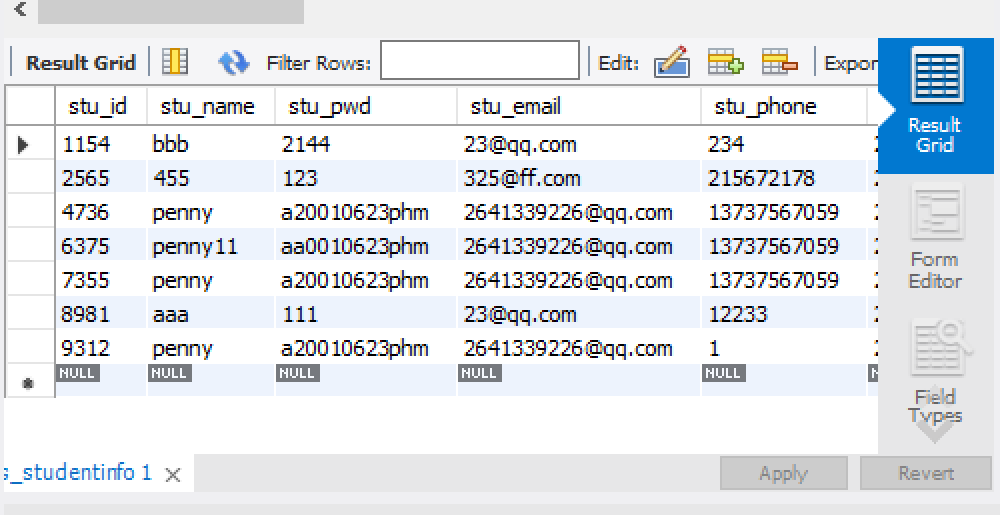 Result Grid Filter Rows: Edit: Expor
stu_id stu_name stu_pwd stu_email stu_phone
1154 bbb 2144 23@qq.com 234
2565 455 123 325@ff.com 215672178
4736 penny a20010623phm 2641339226@qq.com 13737567059
6375 penny11 aa0010623phm 2641339226@qq.com 13737567059
7355 penny a20010623phm 2641339226@qq.com 13737567059
8981 aaa 111 23@qq.com 12233
9312 penny a20010623phm 2641339226@qq.com 1
NULL NULL NULL NULL NULL
Result
Grid
Form
Editor
Field
Types
s_studentinfo 1
Apply Revert